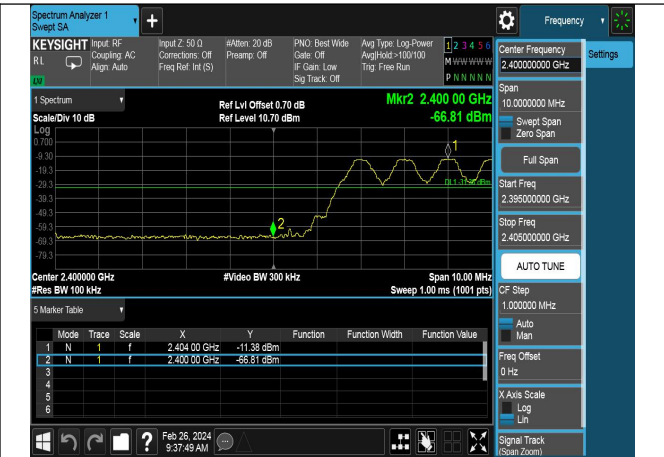 Spectrum Analyzer 1
Swept SA
Frequency
KEYSIGHT
RL
LXI
Input: RF
Coupling: AC
Align: Auto
Input Z: 50 Ω
Corrections: Off
Freq Ref: Int (S)
#Atten: 20 dB
Preamp: Off
PNO: Best Wide
Gate: Off
IF Gain: Low
Sig Track: Off
Avg Type: Log-Power
Avg|Hold:>100/100
Trig: Free Run
1 2 3 4 5 6
M W W W W W
P N N N N N
1 Spectrum
Scale/Div 10 dB
Ref Lvl Offset 0.70 dB
Ref Level 10.70 dBm
Mkr2 2.400 00 GHz
-66.81 dBm
Log
0.700
-9.30
-19.3
-29.3
-39.3
-49.3
-59.3
-69.3
-79.3
1
2
Center 2.40000 GHz
#Res BW 100 kHz
#Video BW 300 kHz
Span 10.00 MHz
Sweep 1.00 ms (1001 pts)
5 Marker Table
Mode Trace Scale X Y Function Function Width Function Value
1 N 1 f 2.404 00 GHz -11.38 dBm
2 N 1 f 2.400 00 GHz -66.81 dBm
3
4
5
6
Feb 26, 2024
9:37:49 AM
Center Frequency
2.400000000 GHz
Settings
Span
10.0000000 MHz
Swept Span
Zero Span
Full Span
Start Freq
2.395000000 GHz
Stop Freq
2.405000000 GHz
AUTO TUNE
CF Step
1.000000 MHz
Auto
Man
Freq Offset
0 Hz
X Axis Scale
Log
Lin
Signal Track
(Span Zoom)